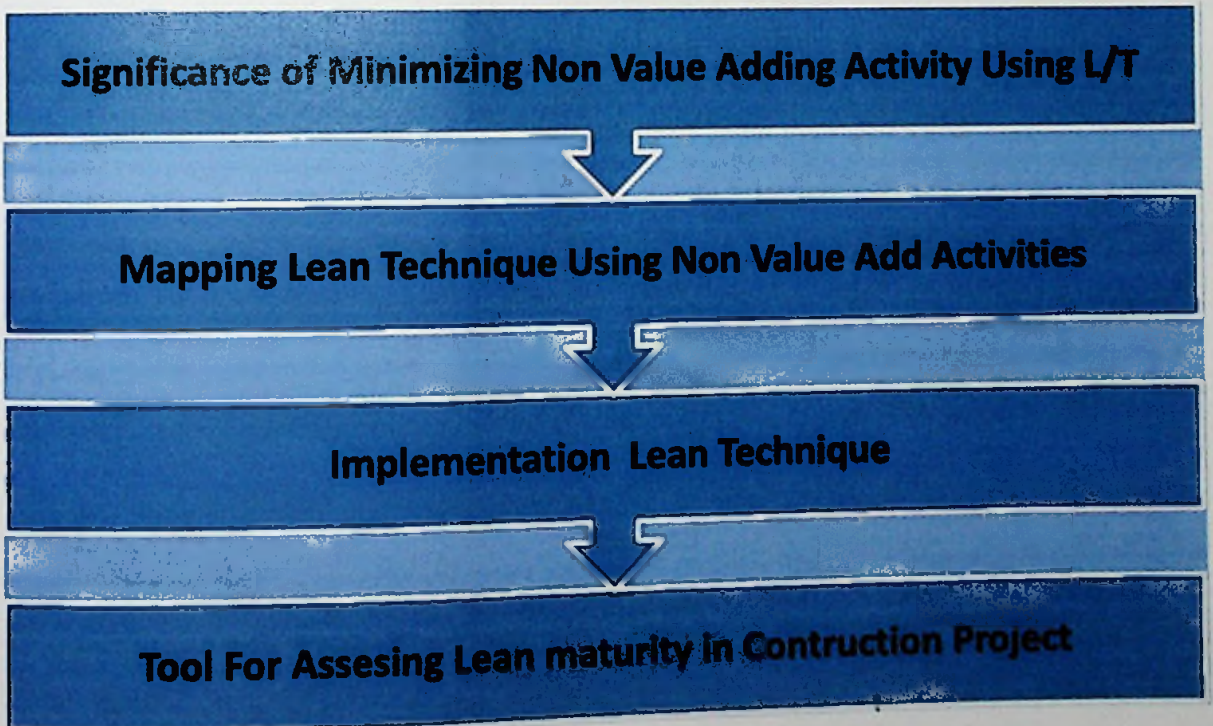 Significance of Minimizing Non Value Adding Activity Using L/T
Mapping Lean Technique Using Non Value Add Activities
Implementation Lean Technique
Tool For Assesing Lean maturity in Contruction Project